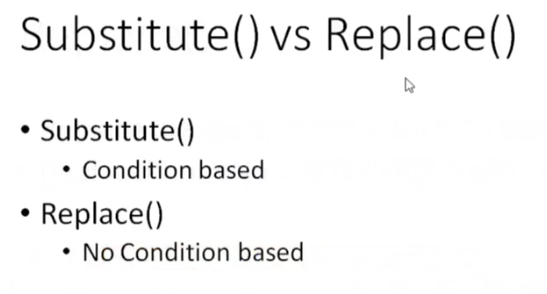 Substitute() vs Replace()
• Substitute()
• Condition based
• Replace()
• No Condition based